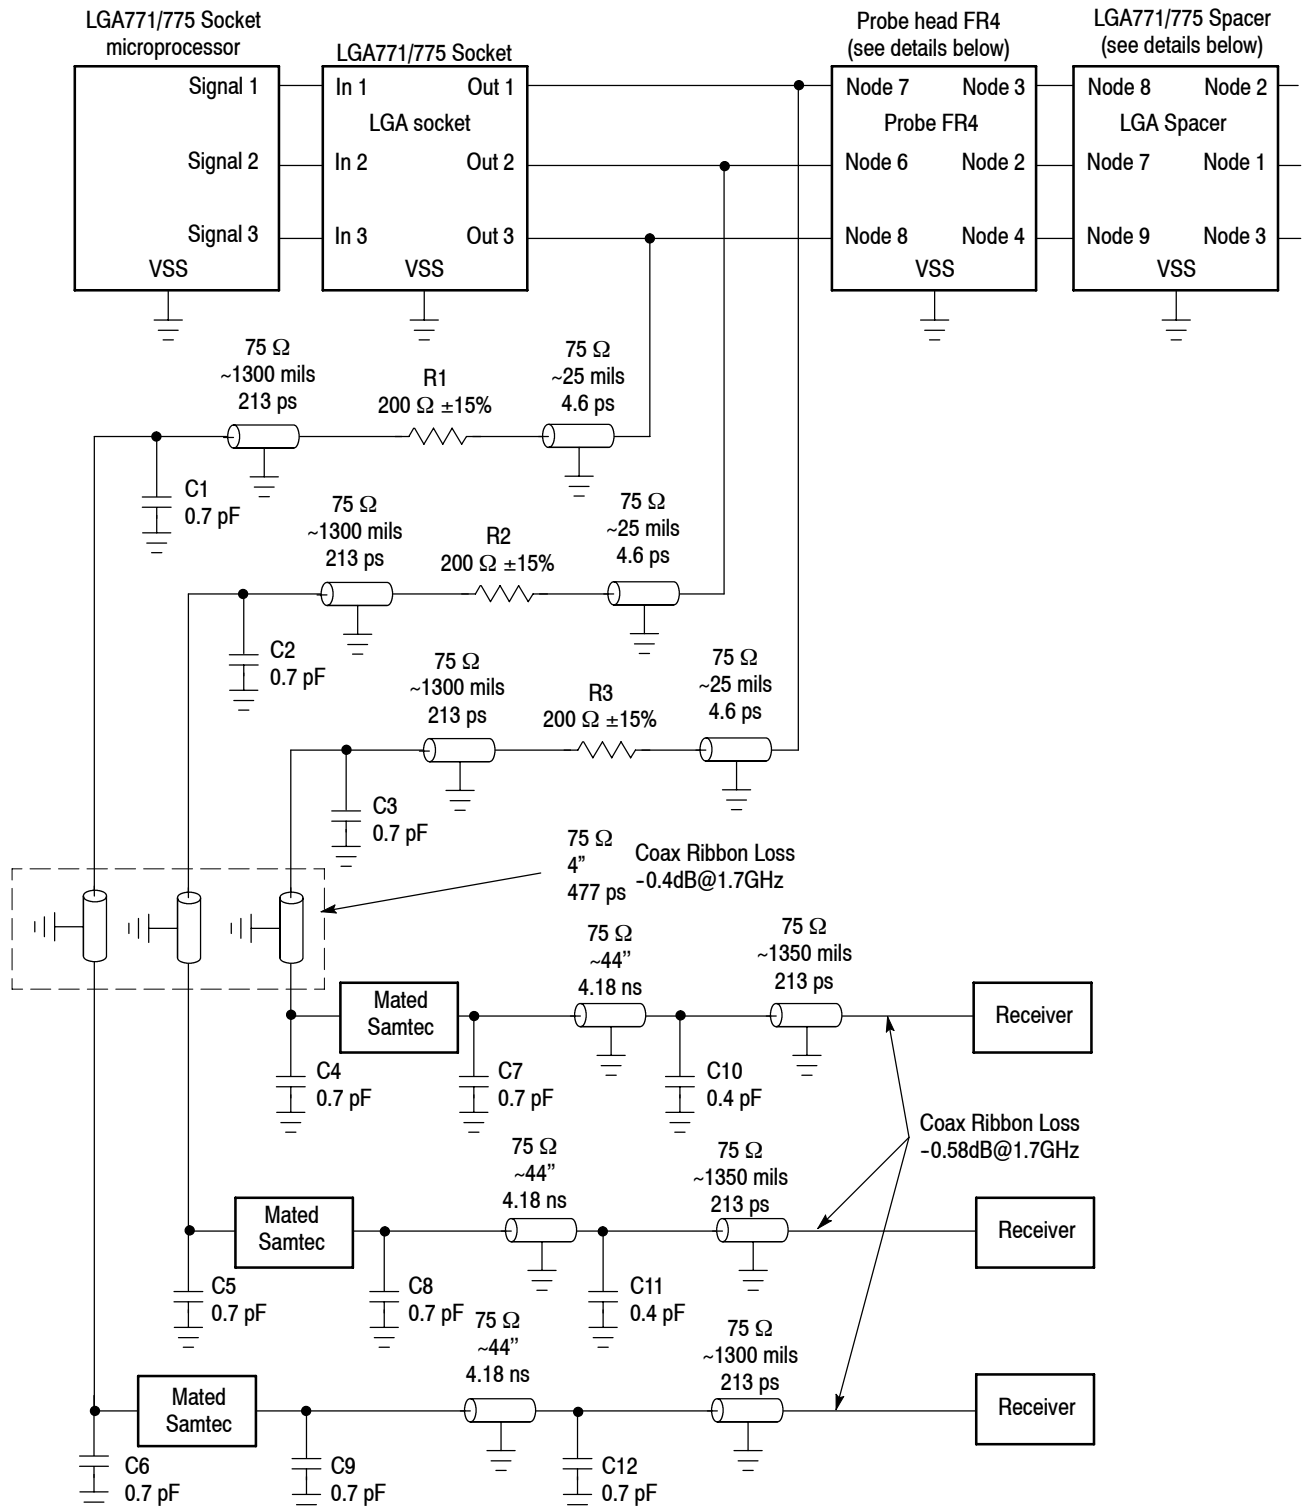 LGA771/775 Socket
microprocessor
LGA771/775 Socket
Probe head FR4
(see details below)
LGA771/775 Spacer
(see details below)
Signal 1
In 1
Out 1
Node 7
Node 3
Node 8
Node 2
LGA socket
Probe FR4
LGA Spacer
Signal 2
In 2
Out 2
Node 6
Node 2
Node 7
Node 1
Signal 3
In 3
Out 3
Node 8
Node 4
Node 9
Node 3
VSS
VSS
VSS
VSS
75 Ω
~1300 mils
213 ps
R1
200 Ω ±15%
75 Ω
~25 mils
4.6 ps
C1
0.7 pF
75 Ω
~1300 mils
213 ps
R2
200 Ω ±15%
75 Ω
~25 mils
4.6 ps
C2
0.7 pF
75 Ω
~1300 mils
213 ps
R3
200 Ω ±15%
75 Ω
~25 mils
4.6 ps
C3
0.7 pF
75 Ω
4”
477 ps
Coax Ribbon Loss
-0.4dB@1.7GHz
75 Ω
~44”
4.18 ns
75 Ω
~1350 mils
213 ps
Mated
Samtec
Receiver
C4
0.7 pF
C7
0.7 pF
C10
0.4 pF
Coax Ribbon Loss
-0.58dB@1.7GHz
75 Ω
~44”
4.18 ns
75 Ω
~1350 mils
213 ps
Mated
Samtec
Receiver
C5
0.7 pF
C8
0.7 pF
C11
0.4 pF
75 Ω
~44”
4.18 ns
75 Ω
~1300 mils
213 ps
Mated
Samtec
Receiver
C6
0.7 pF
C9
0.7 pF
C12
0.7 pF